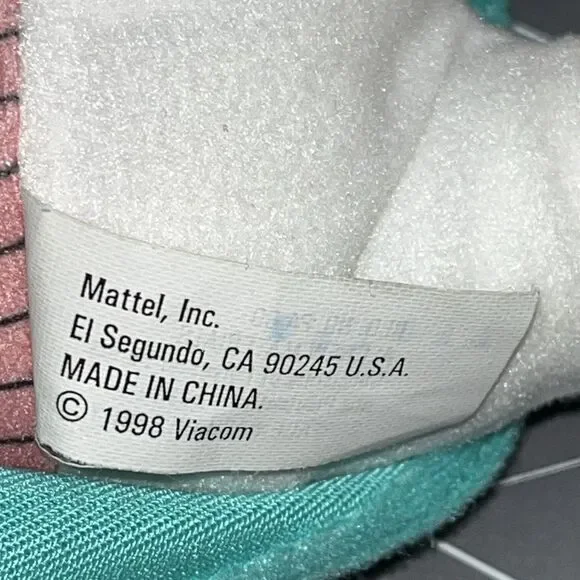 Mattel, Inc.
El Segundo, CA 90245 U.S.A.
MADE IN CHINA.
© 1998 Viacom